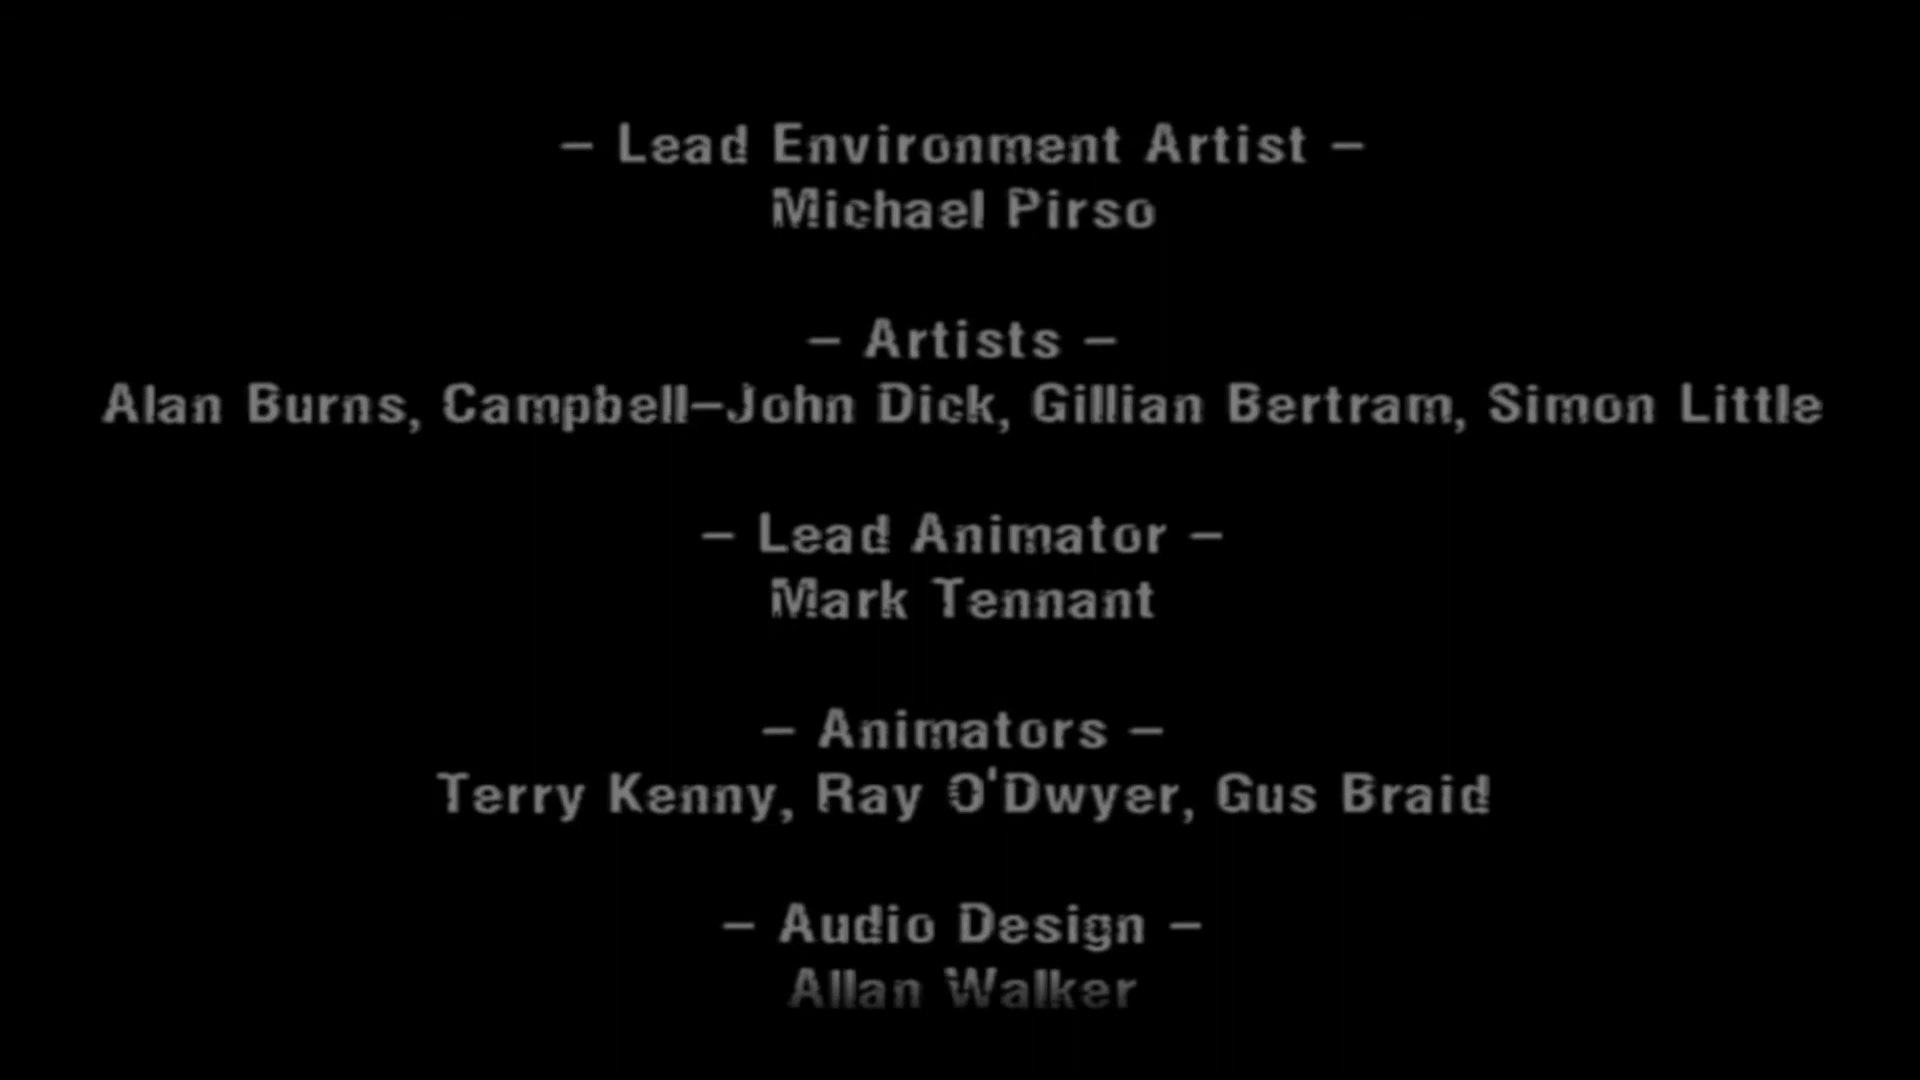 – Lead Environment Artist –
Michael Pirso
– Artists –
Alan Burns, Campbell–John Dick, Gillian Bertram, Simon Little
– Lead Animator –
Mark Tennant
– Animators –
Terry Kenny, Ray O'Dwyer, Gus Braid
– Audio Design –
Allan Walker